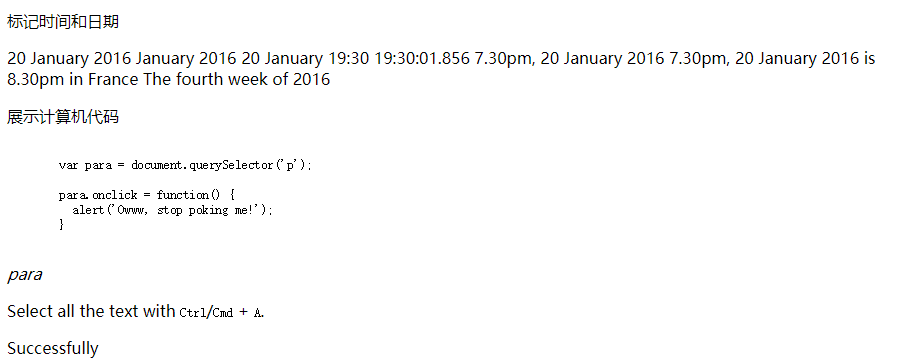 标记时间和日期
20 January 2016 January 2016 20 January 19:30 19:30:01.856 7.30pm, 20 January 2016 7.30pm, 20 January 2016 is
8.30pm in France The fourth week of 2016
展示计算机代码
var para = document.querySelector('p');
para.onclick = function() {
  alert('Owww, stop poking me!');
}
para
Select all the text with Ctrl/Cmd + A.
Successfully